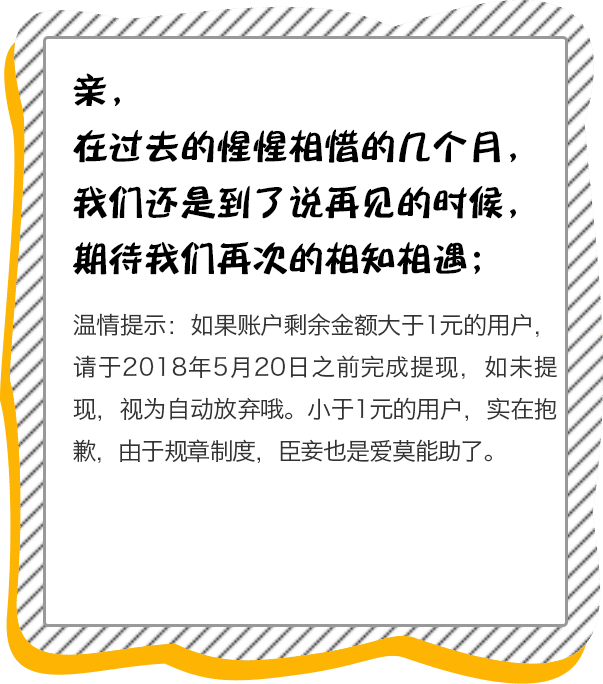 亲，
在过去的惺惺相惜的几个月，
我们还是到了说再见的时候，
期待我们再次的相知相遇；
温情提示：如果账户剩余金额大于1元的用户，
请于2018年5月20日之前完成提现，如未提
现，视为自动放弃哦。小于1元的用户，实在抱
歉，由于规章制度，臣妾也是爱莫能助了。